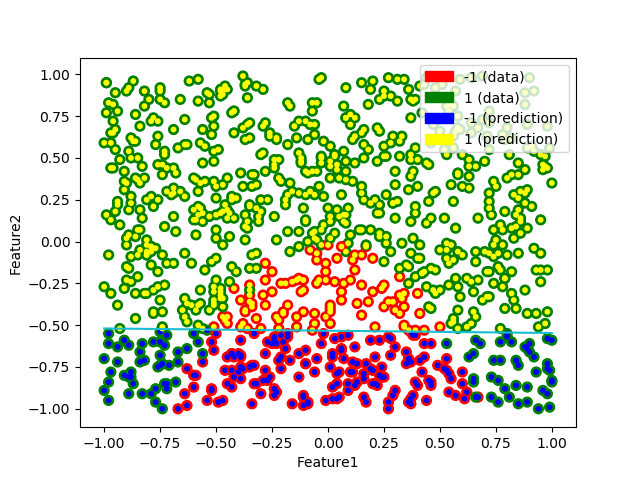 -1 (data)
1 (data)
-1 (prediction)
1 (prediction)
1.00
0.75
0.50
0.25
0.00
−0.25
−0.50
−0.75
−1.00
Feature2
−1.00 −0.75 −0.50 −0.25 0.00 0.25 0.50 0.75 1.00
Feature1